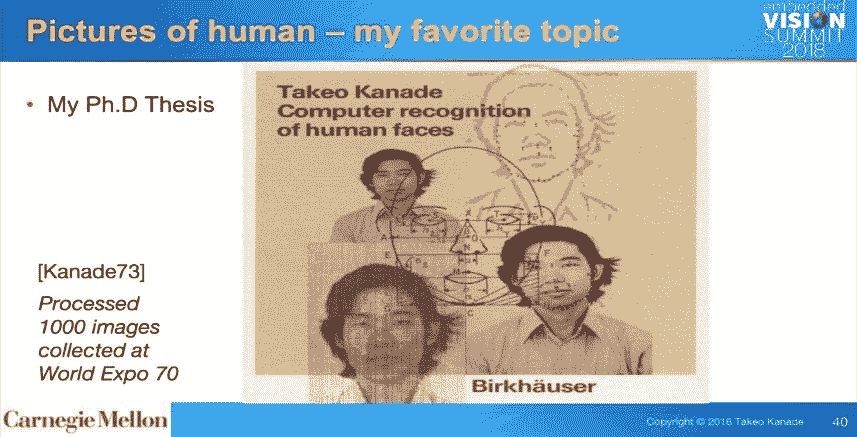 Pictures of human – my favorite topic
embedded
VISION
SUMMIT
2018
• My Ph.D Thesis
Takeo Kanade
Computer recognition
of human faces
[Kanade73]
Processed
1000 images
collected at
World Expo 70
Birkhäuser
Carnegie Mellon
Copyright © 2016 Takeo Kanade
40